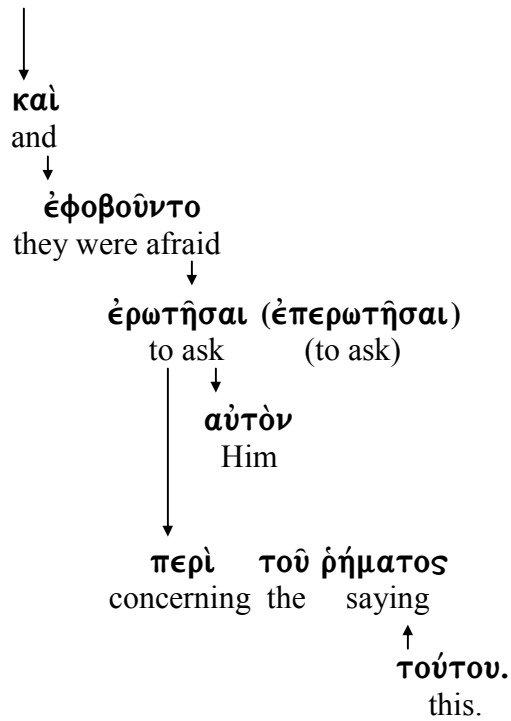 καὶ
and
ἐφοβοῦντο
they were afraid
ἐρωτῆσαι (ἐπερωτῆσαι)
to ask (to ask)
αὐτὸν
Him
περὶ τοῦ ῥήματος
concerning the saying
τούτου.
this.